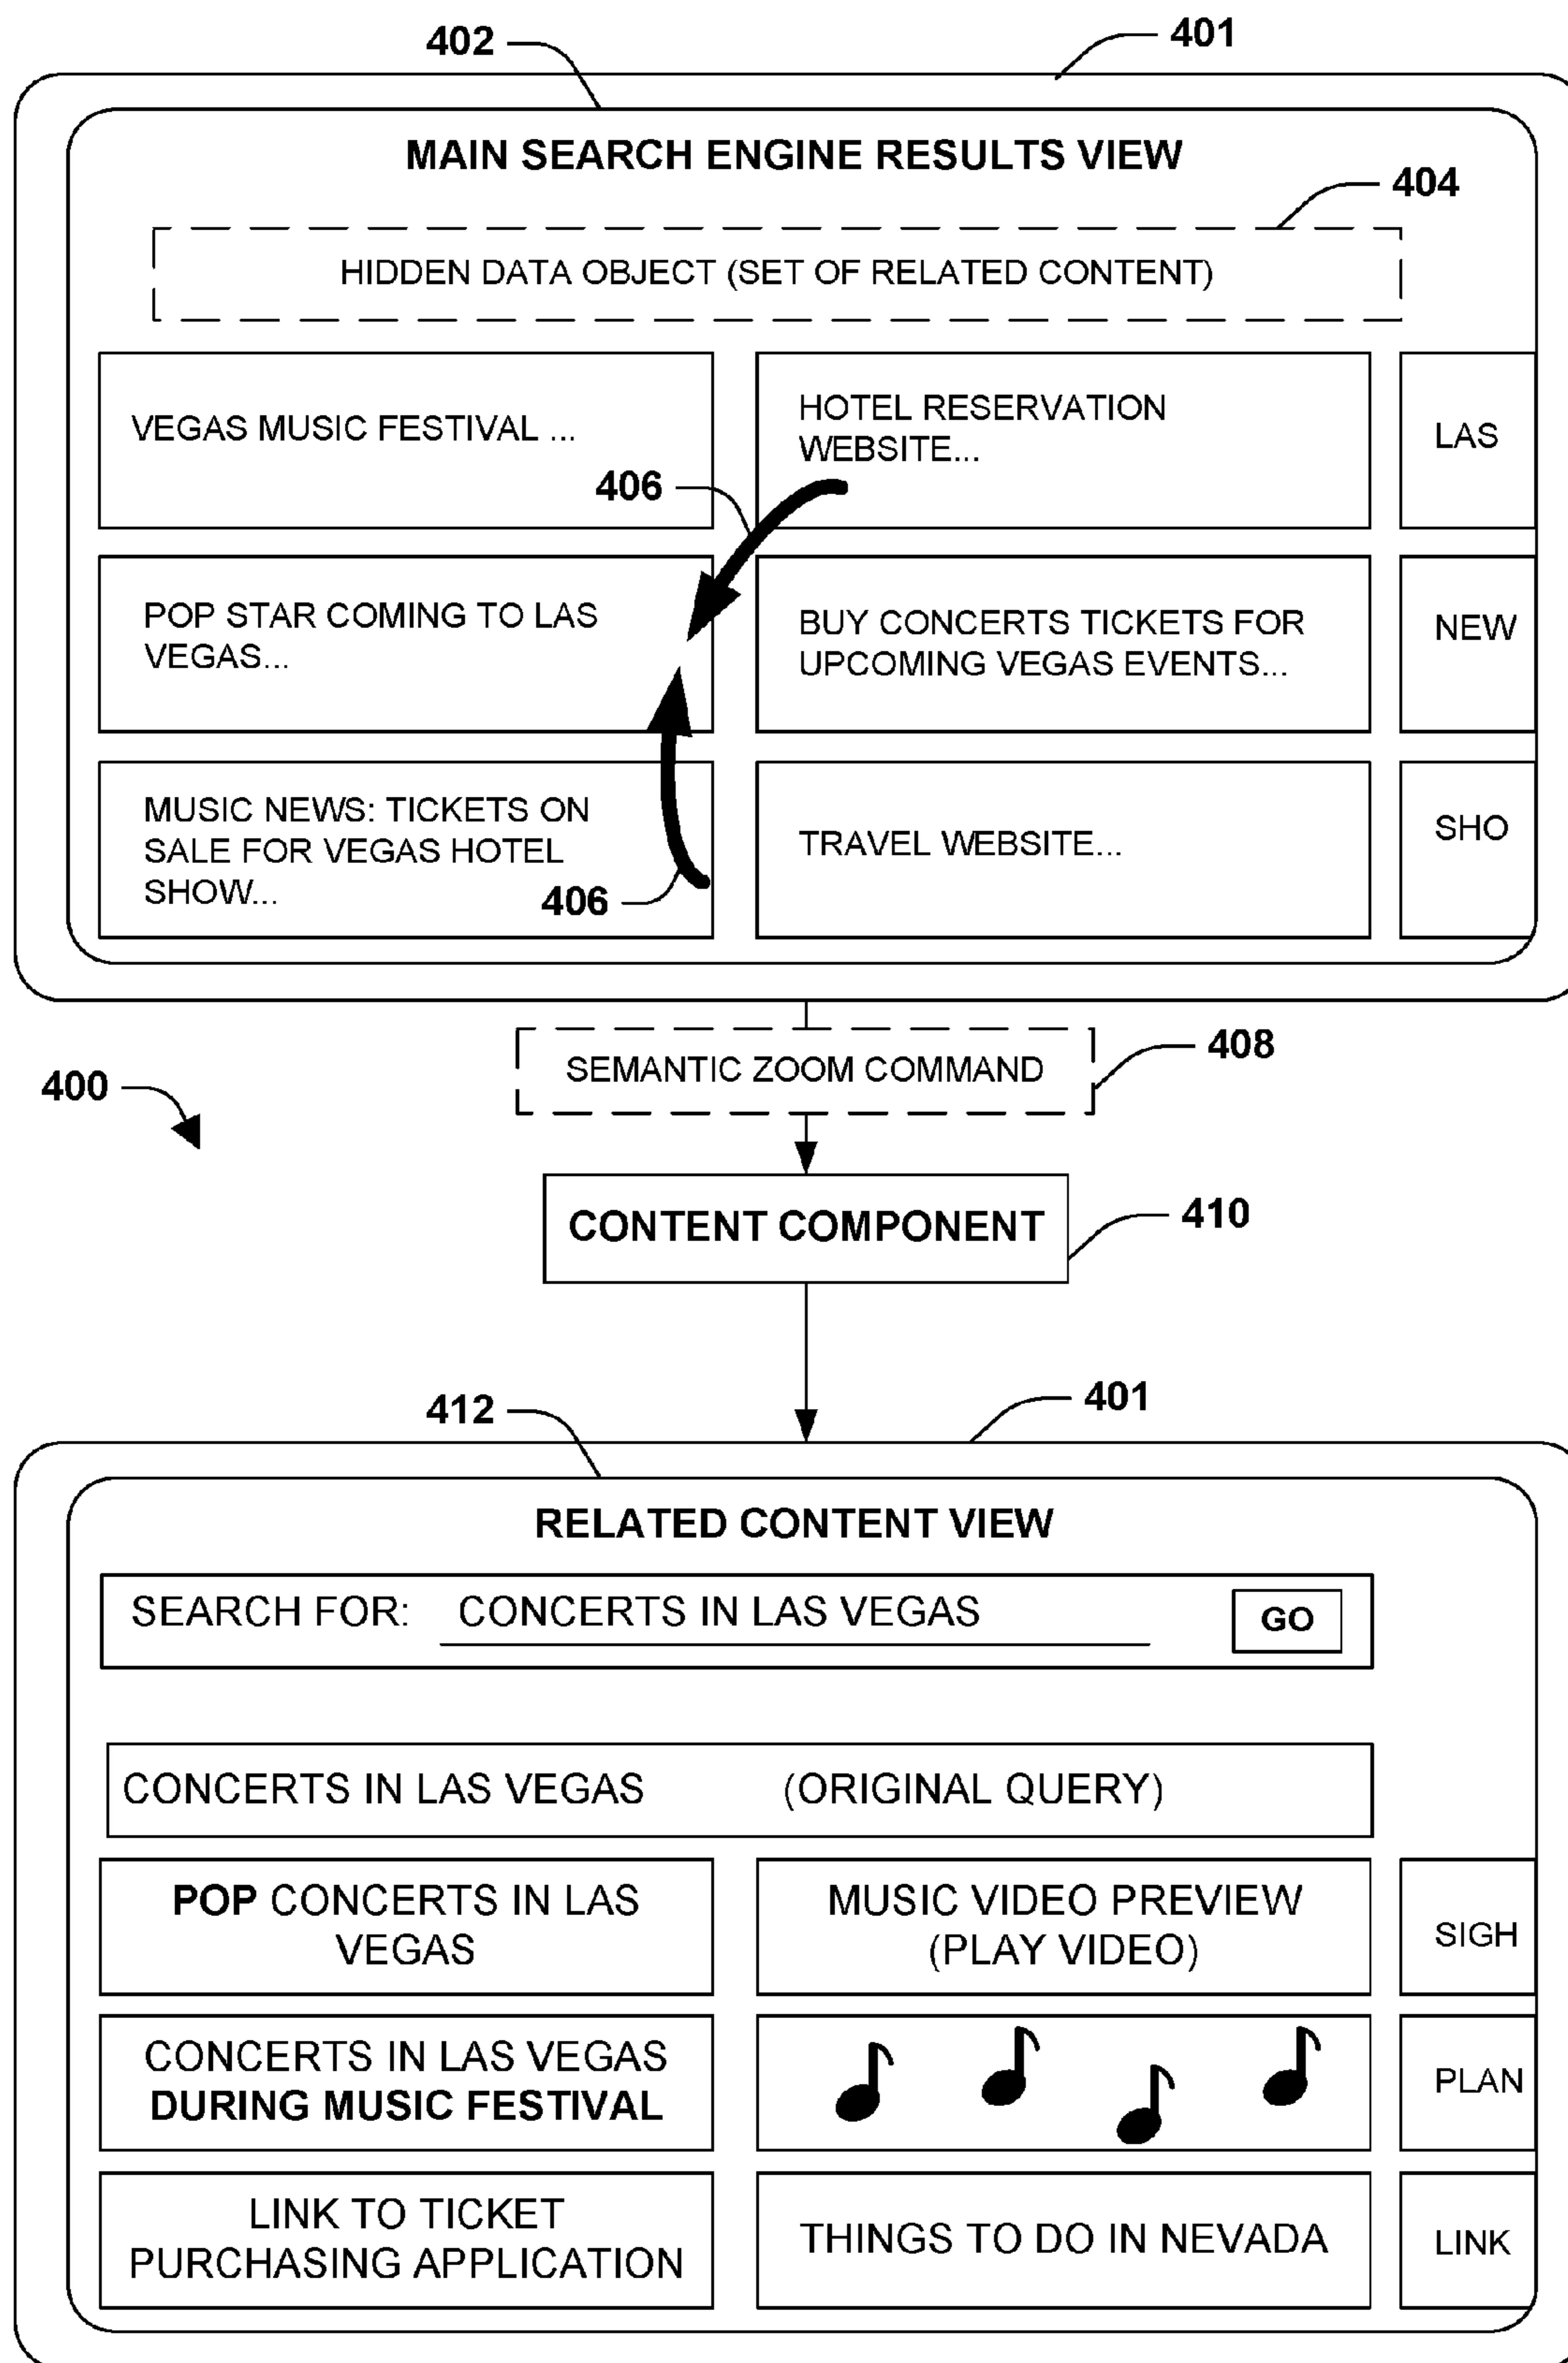 402
401
MAIN SEARCH ENGINE RESULTS VIEW
404
HIDDEN DATA OBJECT (SET OF RELATED CONTENT)
VEGAS MUSIC FESTIVAL ...
HOTEL RESERVATION
WEBSITE...
LAS
406
POP STAR COMING TO LAS
VEGAS...
BUY CONCERTS TICKETS FOR
UPCOMING VEGAS EVENTS...
NEW
MUSIC NEWS: TICKETS ON
SALE FOR VEGAS HOTEL
SHOW...
406
TRAVEL WEBSITE...
SHO
SEMANTIC ZOOM COMMAND
408
400
CONTENT COMPONENT
410
412
401
RELATED CONTENT VIEW
SEARCH FOR: CONCERTS IN LAS VEGAS GO
CONCERTS IN LAS VEGAS (ORIGINAL QUERY)
POP CONCERTS IN LAS
VEGAS
MUSIC VIDEO PREVIEW
(PLAY VIDEO)
SIGH
CONCERTS IN LAS VEGAS
DURING MUSIC FESTIVAL
PLAN
LINK TO TICKET
PURCHASING APPLICATION
THINGS TO DO IN NEVADA
LINK